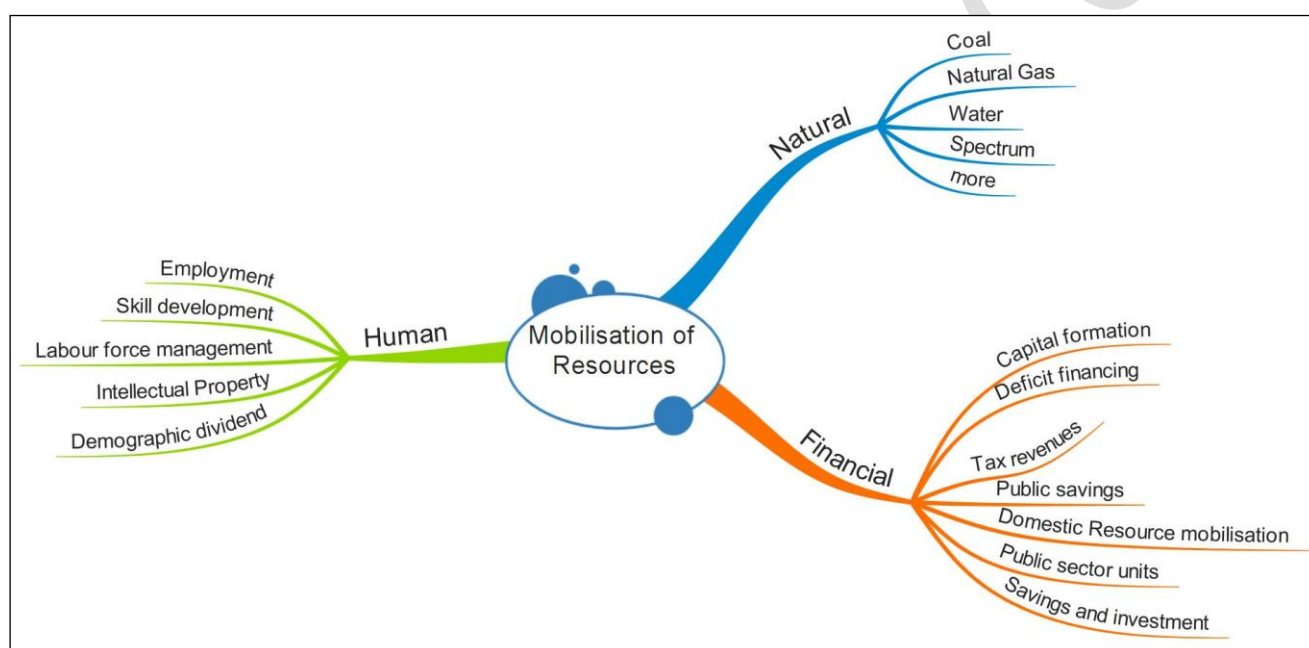 Coal
Natural Gas
Water
Spectrum
more
Natural
Employment
Skill development
Labour force management
Intellectual Property
Demographic dividend
Human
Mobilisation of
Resources
Financial
Capital formation
Deficit financing
Tax revenues
Public savings
Domestic Resource mobilisation
Public sector units
Savings and investment